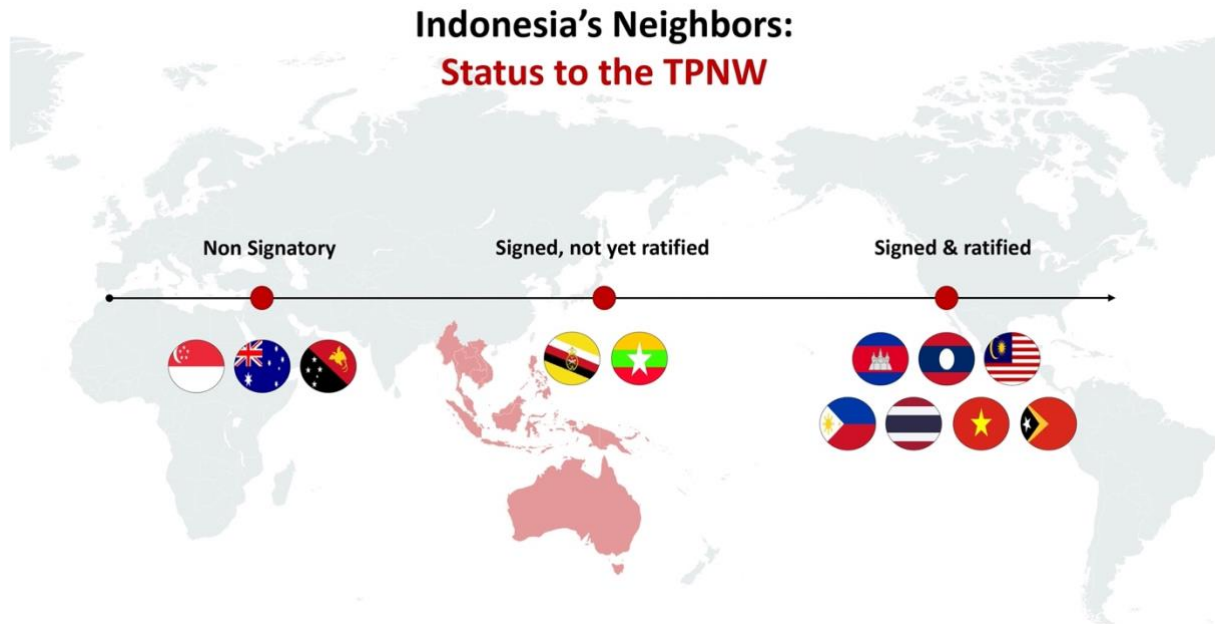 Indonesia’s Neighbors:
Status to the TPNW
Non Signatory
Signed, not yet ratified
Signed & ratified